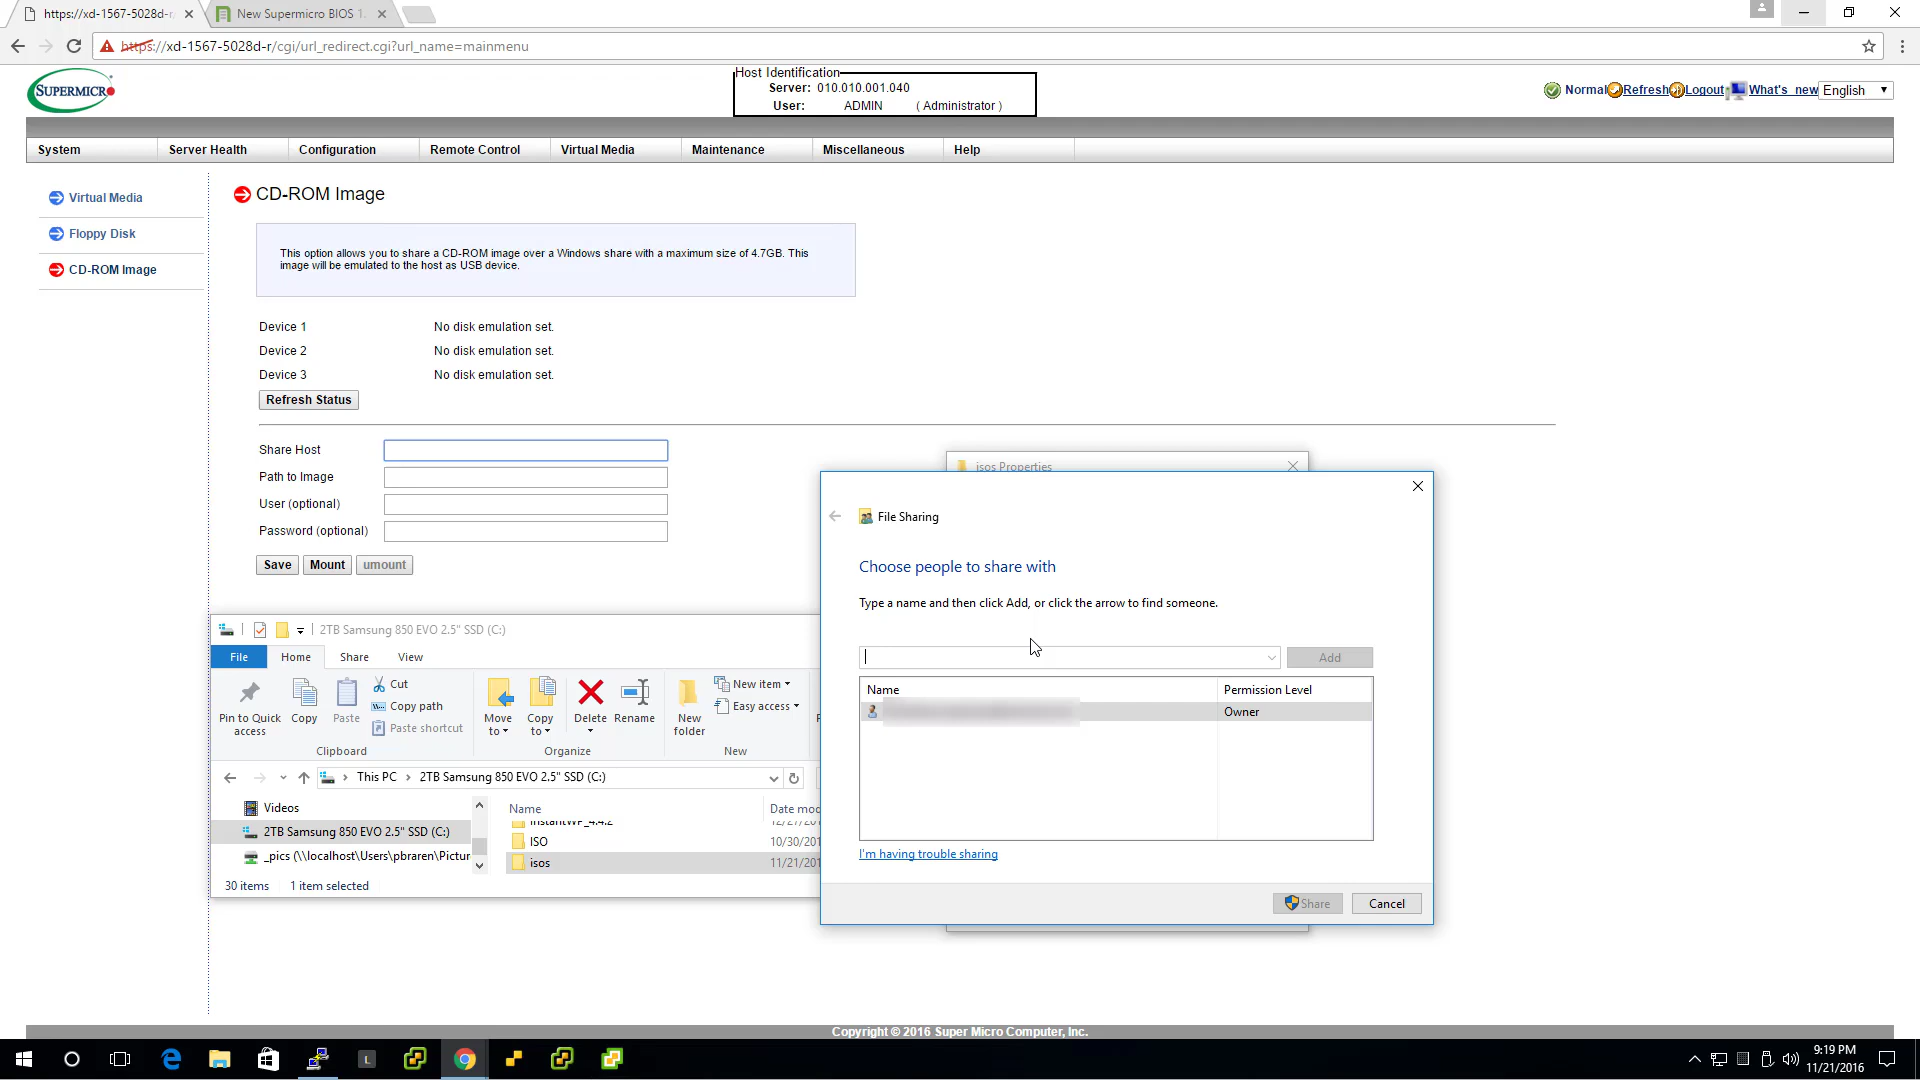 https://xd-1567-5028d-r
New Supermicro BIOS 1.
https://xd-1567-5028d-r/cgi/url_redirect.cgi?url_name=mainmenu
SUPERMICR
Host Identification
Server: 010.010.001.040
User: ADMIN ( Administrator )
Normal Refresh Logout What's new English
System Server Health Configuration Remote Control Virtual Media Maintenance Miscellaneous Help
Virtual Media
Floppy Disk
CD-ROM Image
CD-ROM Image
This option allows you to share a CD-ROM image over a Windows share with a maximum size of 4.7GB. This
image will be emulated to the host as USB device.
Device 1 No disk emulation set.
Device 2 No disk emulation set.
Device 3 No disk emulation set.
Refresh Status
Share Host
Path to Image
User (optional)
Password (optional)
Save Mount umount
2TB Samsung 850 EVO 2.5" SSD (C:)
File Home Share View
Pin to Quick
access
Copy
Paste
Cut
Copy path
Paste shortcut
Clipboard
Move
to
Copy
to
Delete
Rename
Organize
New
folder
New item
Easy access
New
This PC > 2TB Samsung 850 EVO 2.5" SSD (C:)
Videos
2TB Samsung 850 EVO 2.5" SSD (C:)
_pics (\\localhost\Users\pbraren\Pictur
Name Date mod
ISO 10/30/201
isos 11/21/201
30 items 1 item selected
isos Properties
File Sharing
Choose people to share with
Type a name and then click Add, or click the arrow to find someone.
Add
Name Permission Level
Owner
I'm having trouble sharing
Share Cancel
Copyright © 2016 Super Micro Computer, Inc.
9:19 PM
11/21/2016